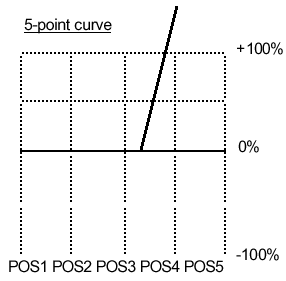 5-point curve
+100%
0%
-100%
POS1 POS2 POS3 POS4 POS5